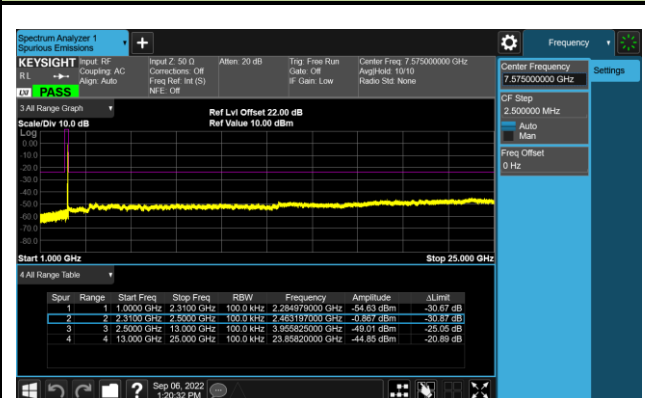 Spectrum Analyzer 1
Spurious Emissions
Frequency
KEYSIGHT
RL
PASS
Input: RF
Coupling: AC
Align: Auto
Input Z: 50 Ω
Corrections: Off
Freq Ref: Int (S)
NFE: Off
Atten: 20 dB
Trig: Free Run
Gate: Off
IF Gain: Low
Center Freq: 7.575000000 GHz
Avg|Hold: 10/10
Radio Std: None
3 All Range Graph
Scale/Div 10.0 dB
Ref Lvl Offset 22.00 dB
Ref Value 10.00 dBm
Log
0.00
-10.0
-20.0
-30.0
-40.0
-50.0
-60.0
-70.0
-80.0
Start 1.000 GHz
Stop 25.000 GHz
4 All Range Table
Spur Range Start Freq Stop Freq RBW Frequency Amplitude ΔLimit
1 1 1.0000 GHz 2.3100 GHz 100.0 kHz 2.284979000 GHz -54.63 dBm -30.67 dB
2 2 2.3100 GHz 2.5000 GHz 100.0 kHz 2.463197000 GHz -0.867 dBm -30.87 dB
3 3 2.5000 GHz 13.000 GHz 100.0 kHz 3.955825000 GHz -49.01 dBm -25.05 dB
4 4 13.000 GHz 25.000 GHz 100.0 kHz 23.85820000 GHz -44.85 dBm -20.89 dB
Sep 06, 2022
1:20:32 PM
Center Frequency
7.575000000 GHz
CF Step
2.500000 MHz
Auto
Man
Freq Offset
0 Hz
Settings